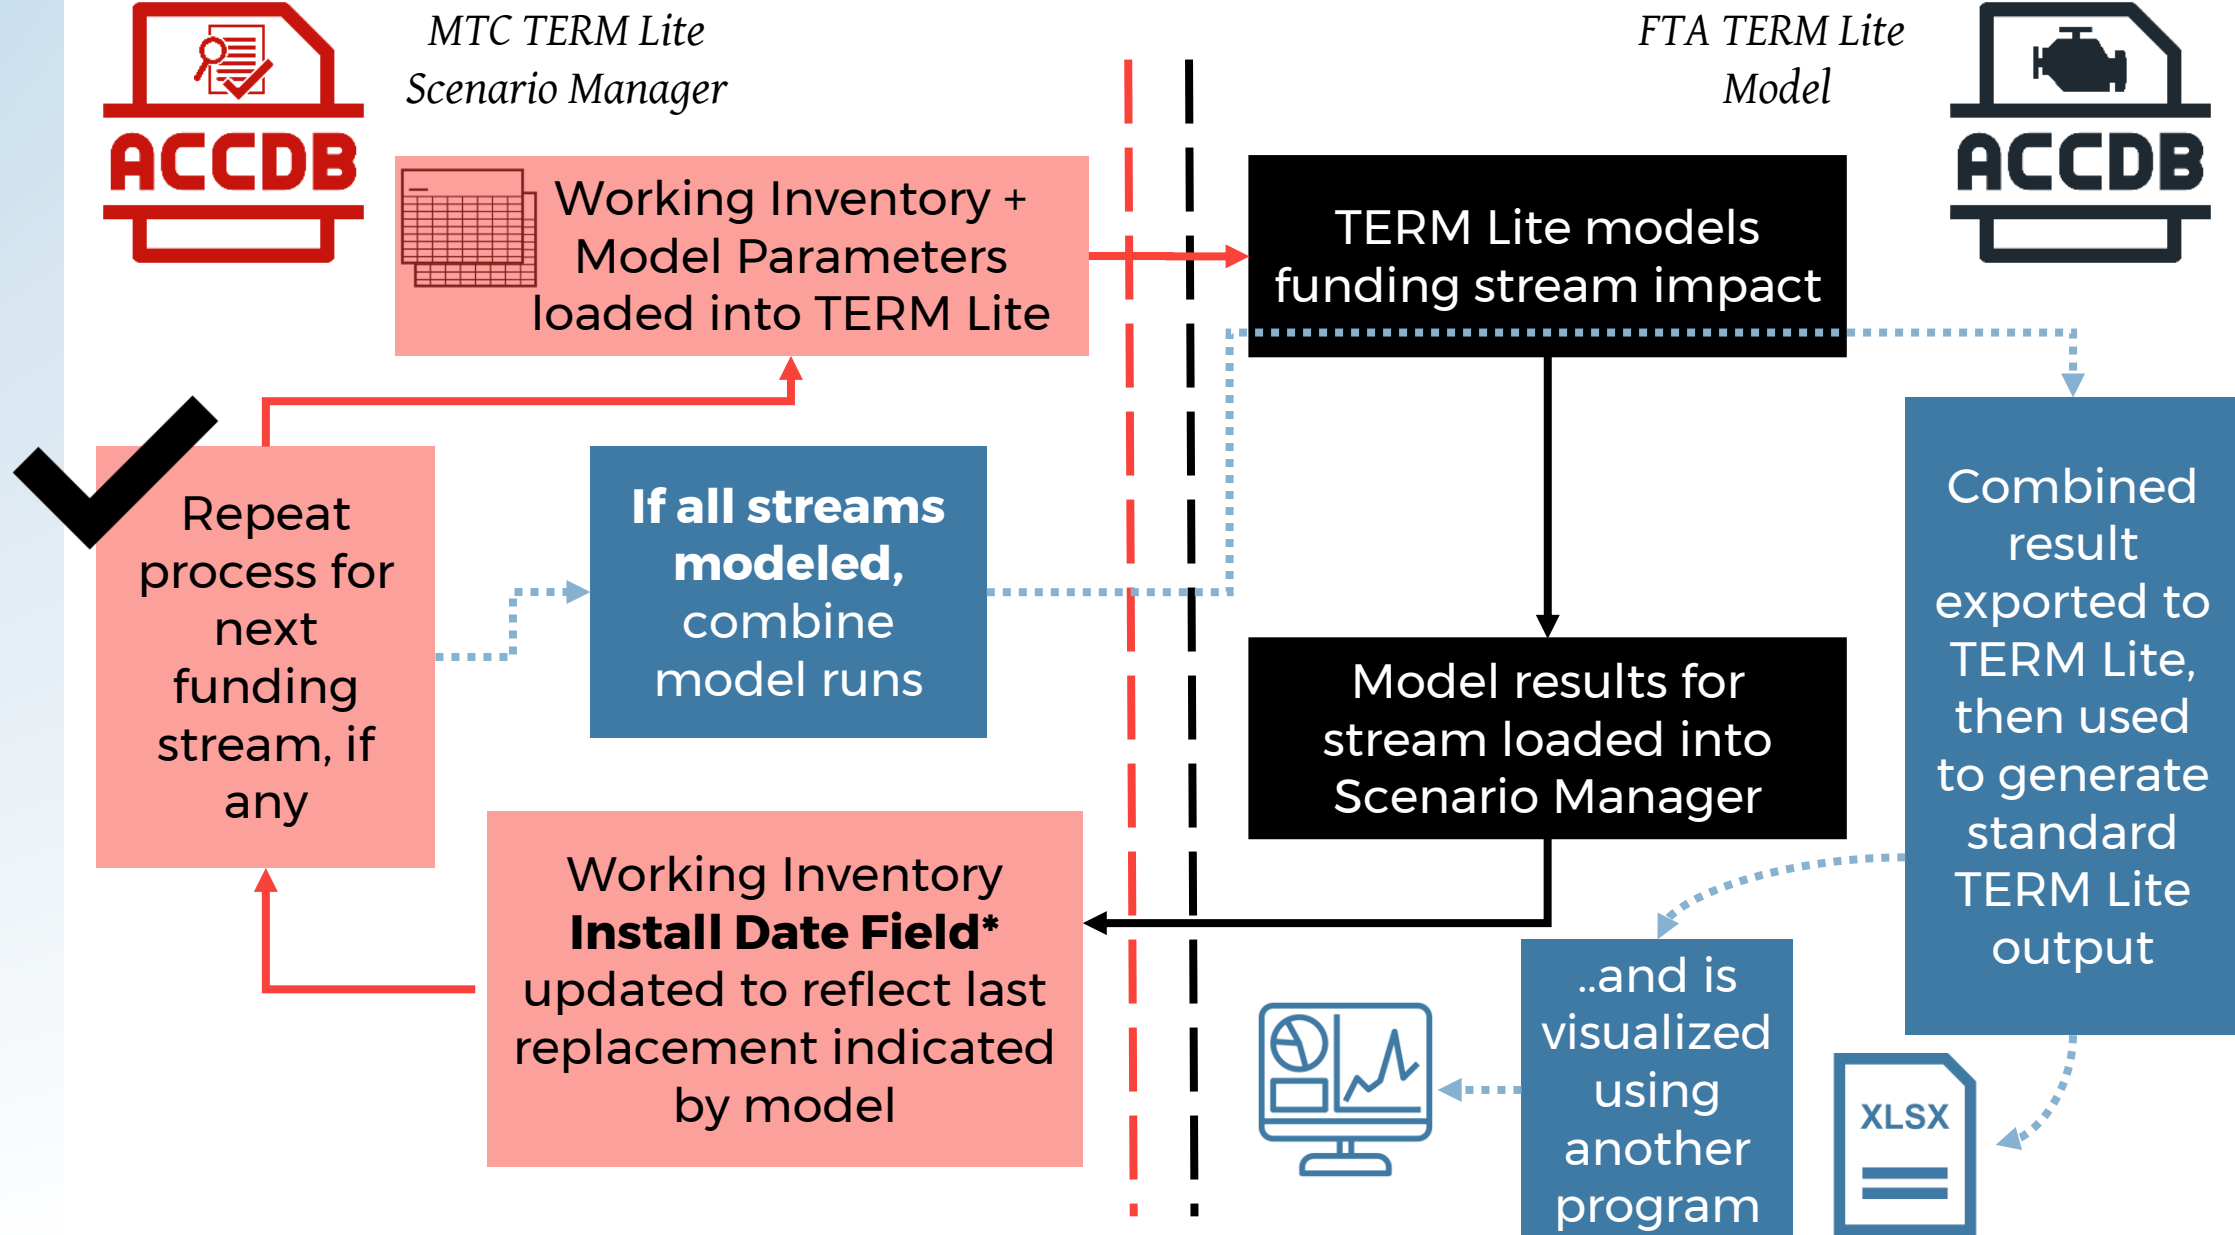 MTC TERM Lite
Scenario Manager
FTA TERM Lite
Model
ACCDB
ACCDB
Working Inventory +
Model Parameters
loaded into TERM Lite
TERM Lite models
funding stream impact
Repeat
process for
next
funding
stream, if
any
If all streams
modeled,
combine
model runs
Model results for
stream loaded into
Scenario Manager
Combined
result
exported to
TERM Lite,
then used
to generate
standard
TERM Lite
output
Working Inventory
Install Date Field*
updated to reflect last
replacement indicated
by model
..and is
visualized
using
another
program
XLSX